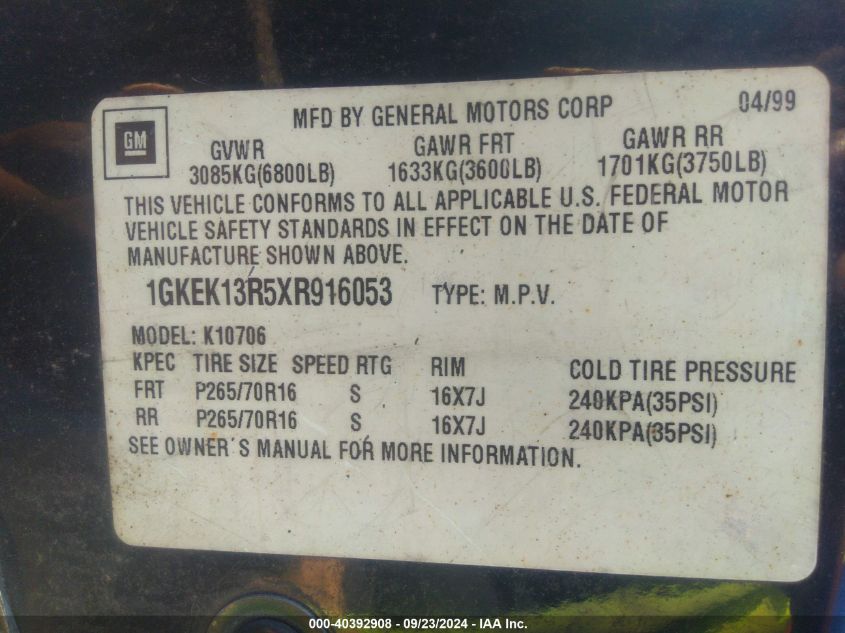 MFD BY GENERAL MOTORS CORP 04/99
GM
GVWR GAWR FRT GAWR RR
3085KG(6800LB) 1633KG(3600LB) 1701KG(3750LB)
THIS VEHICLE CONFORMS TO ALL APPLICABLE U.S. FEDERAL MOTOR
VEHICLE SAFETY STANDARDS IN EFFECT ON THE DATE OF
MANUFACTURE SHOWN ABOVE.
1GKEK13R5XR916053 TYPE: M.P.V.
MODEL: K10706
KPEC TIRE SIZE SPEED RTG RIM COLD TIRE PRESSURE
FRT P265/70R16 S 16X7J 240KPA(35PSI)
RR P265/70R16 S 16X7J 240KPA(35PSI)
SEE OWNER'S MANUAL FOR MORE INFORMATION.
000-40392908 - 09/23/2024 - IAA Inc.